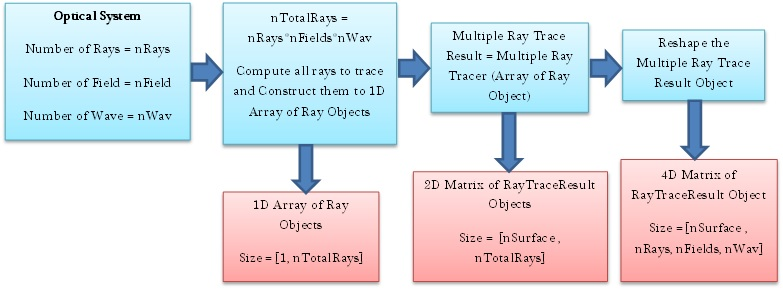 Optical System
Number of Rays = nRays
Number of Field = nField
Number of Wave = nWav
nTotalRays =
nRays*nFields*nWav
Compute all rays to trace
and Construct them to 1D
Array of Ray Objects
Multiple Ray Trace
Result = Multiple Ray
Tracer (Array of Ray
Object)
Reshape the
Multiple Ray Trace
Result Object
1D Array of Ray
Objects
Size = [1, nTotalRays]
2D Matrix of RayTraceResult
Objects
Size = [nSurface ,
nTotalRays]
4D Matrix of
RayTraceResult Object
Size =[nSurface ,
nRays, nFields, nWav]